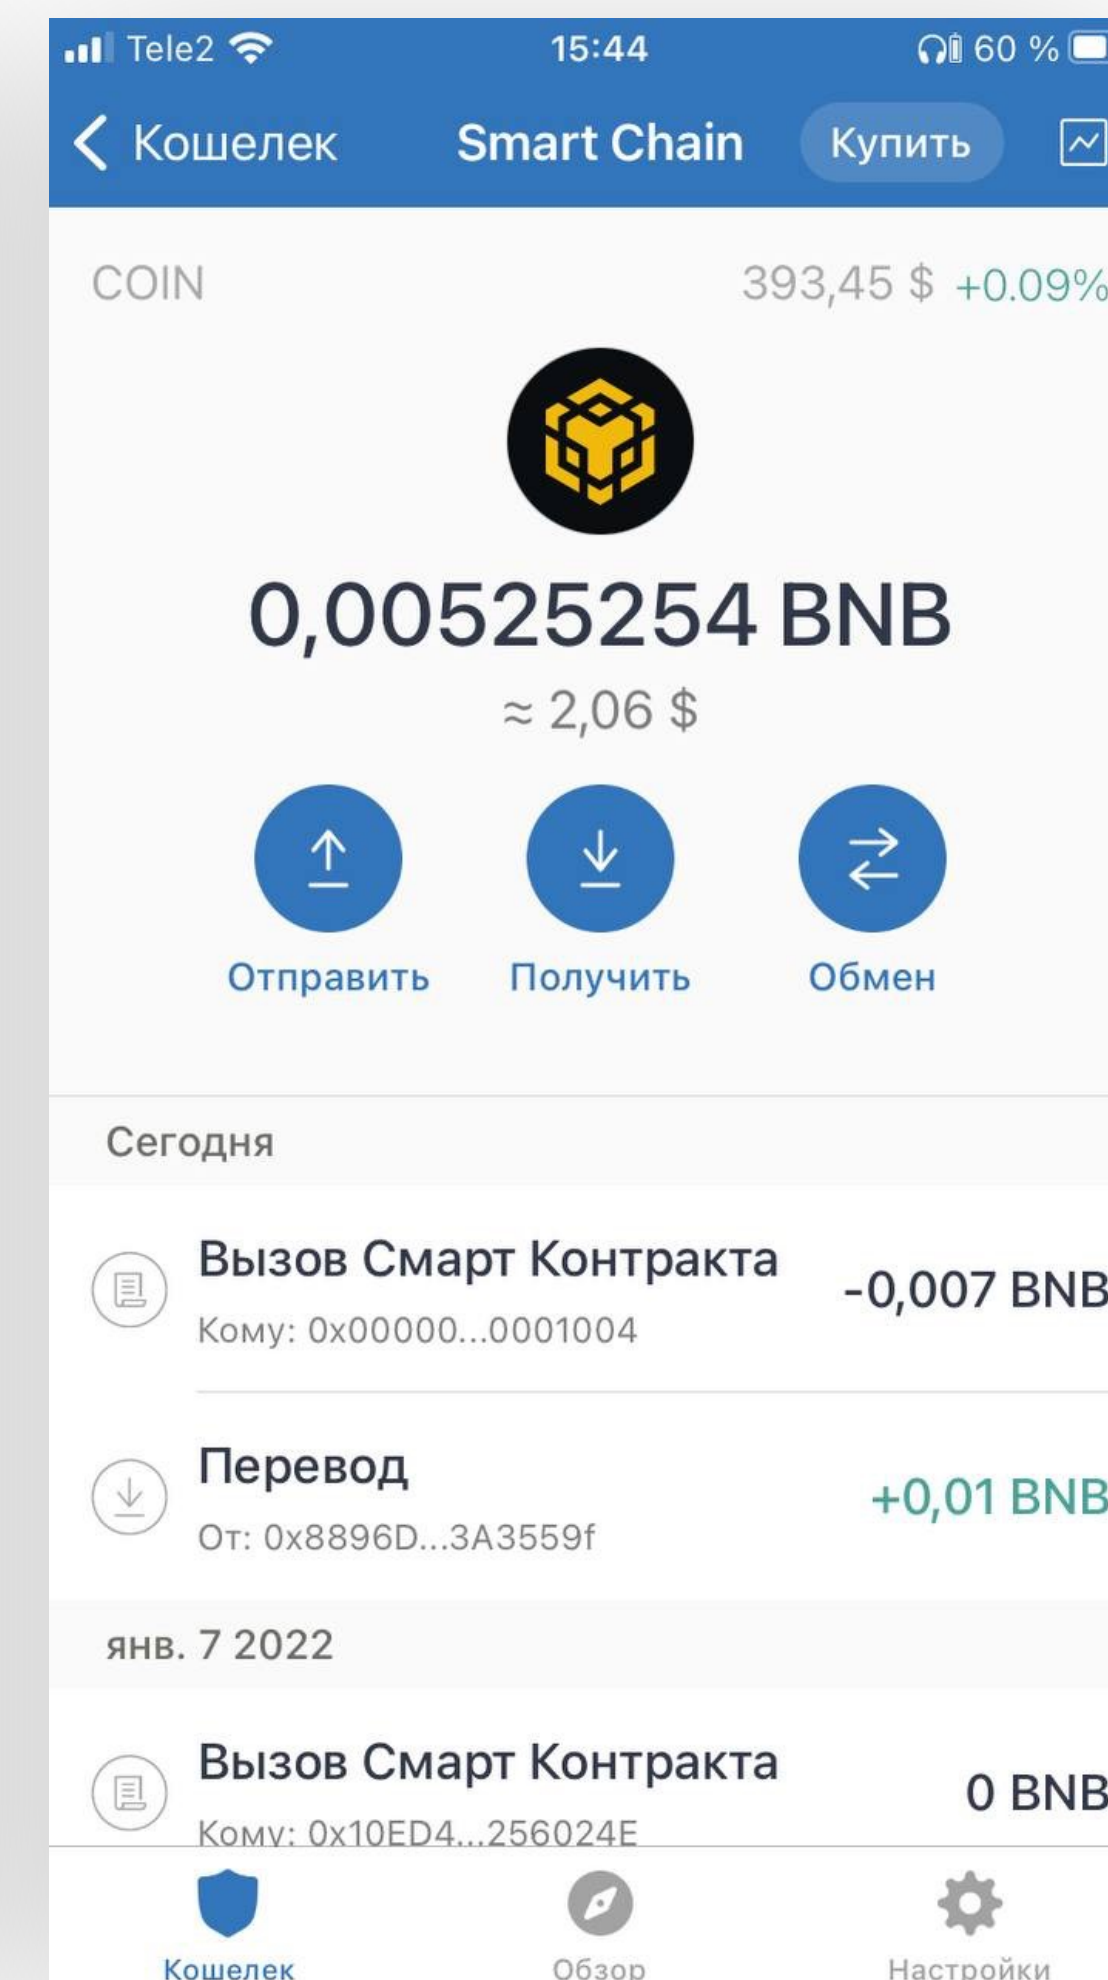 Tele2 15:44 60 %
Кошелек Smart Chain Купить
COIN 393,45 $ +0.09%
0,00525254 BNB
≈ 2,06 $
Отправить Получить Обмен
Сегодня
Вызов Смарт Контракта -0,007 BNB
Кому: 0x00000...0001004
Перевод +0,01 BNB
От: 0x8896D...3A3559f
янв. 7 2022
Вызов Смарт Контракта 0 BNB
Кому: 0x10ED4...256024E
Кошелек Обзор Настройки